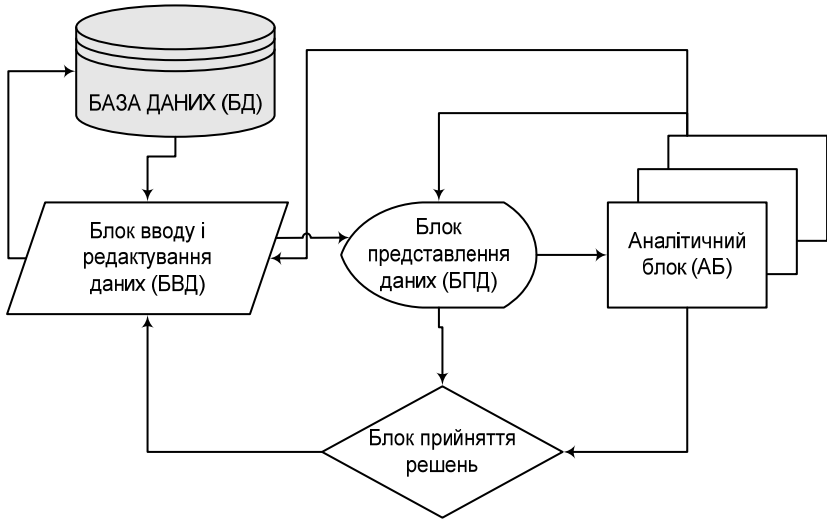 БАЗА ДАНИХ (БД)
Блок вводу і
редактування
даних (БВД)
Блок
представлення
даних (БПД)
Аналітичний
блок (АБ)
Блок прийняття
решень